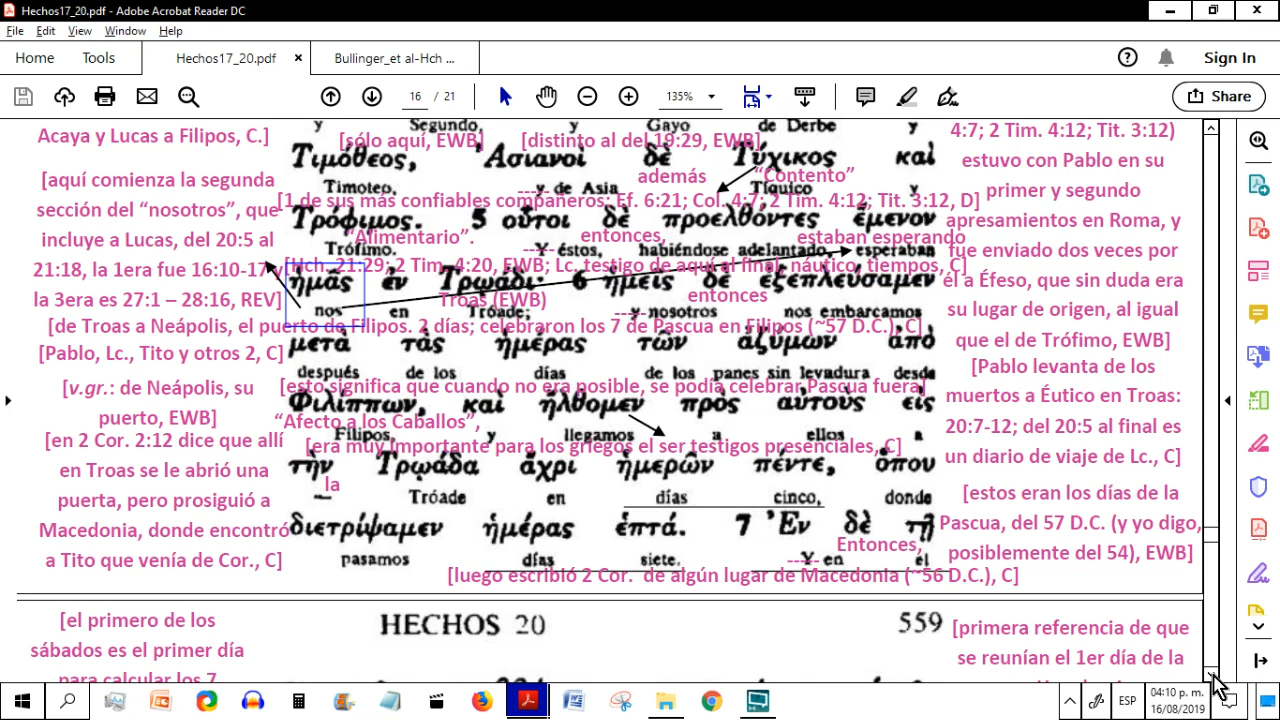 Hechos17_20.pdf - Adobe Acrobat Reader DC
File Edit View Window Help
Home Tools Hechos17_20.pdf × Bullinger_et al-Hch ... Sign In
16 / 21 135% Share
y Segundo, y Gayo de Derbe y
Acaya y Lucas a Filipos, C.] [sólo aquí, EWB] [distinto al del 19:29, EWB] 4:7; 2 Tim. 4:12; Tit. 3:12)
Τιμόθεος, Ἀσιανοὶ δὲ Τύχικος καὶ
estuvo con Pablo en su
además “Contento”
[aquí comienza la segunda
Timoteo, y de Asia Tíquico y
primer y segundo
[1 de sus más confiables compañeros: Ef. 6:21; Col. 4:7; 2 Tim. 4:12; Tit. 3:12, D]
sección del “nosotros”, que
Τρόφιμος. 5 οὗτοι δὲ προελθόντες ἔμενον
apresamientos en Roma, y
“Alimentario”. entonces, estaban esperando
incluye a Lucas, del 20:5 al
Trófimo. Y éstos, habiéndose adelantado, esperaban
fue enviado dos veces por
[Hch. 21:29; 2 Tim. 4:20, EWB; Lc. testigo de aquí al final, náutico, tiempos, C]
21:18, la 1era fue 16:10-17,
ἡμᾶς ἐν Τρῳάδι· 6 ἡμεῖς δὲ ἐξεπλεύσαμεν
él a Éfeso, que sin duda era
la 3era es 27:1 – 28:16, REV] Troas (EWB) entonces
nos en Tróade; y nosotros nos embarcamos
su lugar de origen, al igual
[de Troas a Neápolis, el puerto de Filipos. 2 días; celebraron los 7 de Pascua en Filipos (~57 D.C.), C]
μετὰ τὰς ἡμέρας τῶν ἀζύμων ἀπὸ
que el de Trófimo, EWB]
[Pablo, Lc., Tito y otros 2, C]
después de los días de los panes sin levadura desde
[Pablo levanta de los
[v.gr.: de Neápolis, su [esto significa que cuando no era posible, se podía celebrar Pascua fuera]
muertos a Éutico en Troas:
Φιλίππων, καὶ ἤλθομεν πρὸς αὐτοὺς εἰς
puerto, EWB] “Afecto a los Caballos”,
20:7-12; del 20:5 al final es
Filipos, y llegamos a ellos a
[en 2 Cor. 2:12 dice que allí [era muy importante para los griegos el ser testigos presenciales, C]
un diario de viaje de Lc., C]
τὴν Τρῳάδα ἄχρι ἡμερῶν πέντε, ὅπου
en Troas se le abrió una la
— Tróade en días cinco, donde
[estos eran los días de la
puerta, pero prosiguió a
διετρίψαμεν ἡμέρας ἑπτά. 7 Ἐν δὲ τῇ
Pascua, del 57 D.C. (y yo digo,
Macedonia, donde encontró Entonces,
pasamos días siete. Y en el
posiblemente del 54), EWB]
a Tito que venía de Cor., C]
[luego escribió 2 Cor. de algún lugar de Macedonia (~56 D.C.), C]
[el primero de los HECHOS 20 559 [primera referencia de que
sábados es el primer día se reunían el 1er día de la
para calcular los 7
ESP 04:10 p. m.
16/08/2019